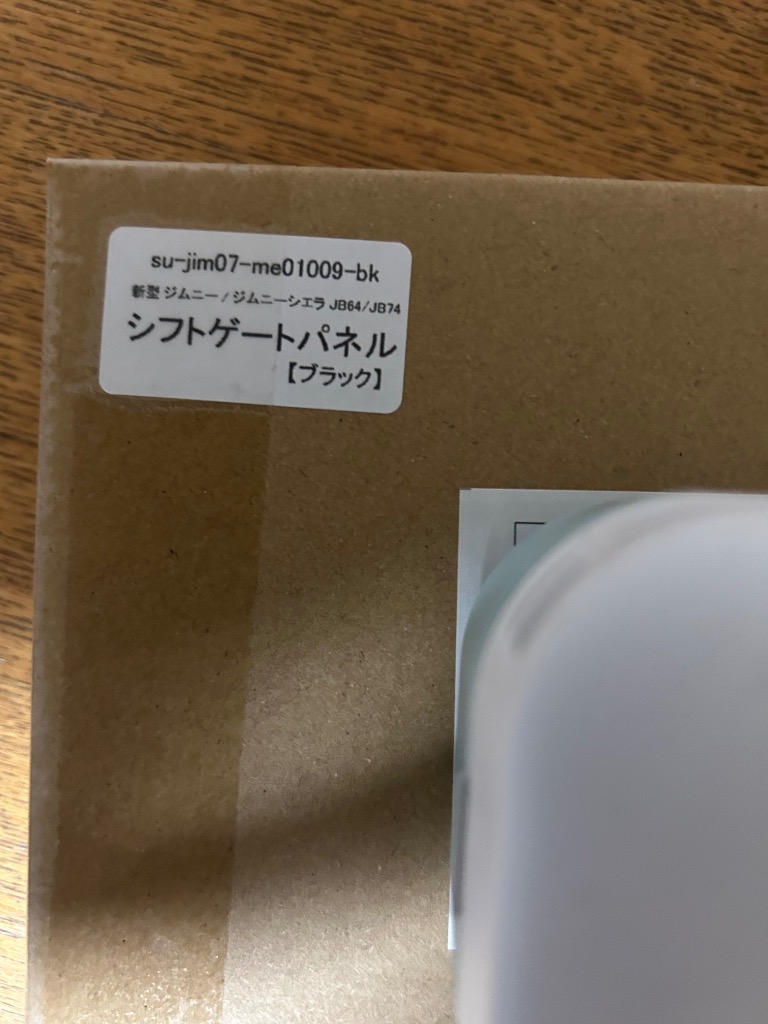 su-jim07-me01009-bk
新型 ジムニー / ジムニーシエラ JB64/JB74
シフトゲートパネル
【ブラック】